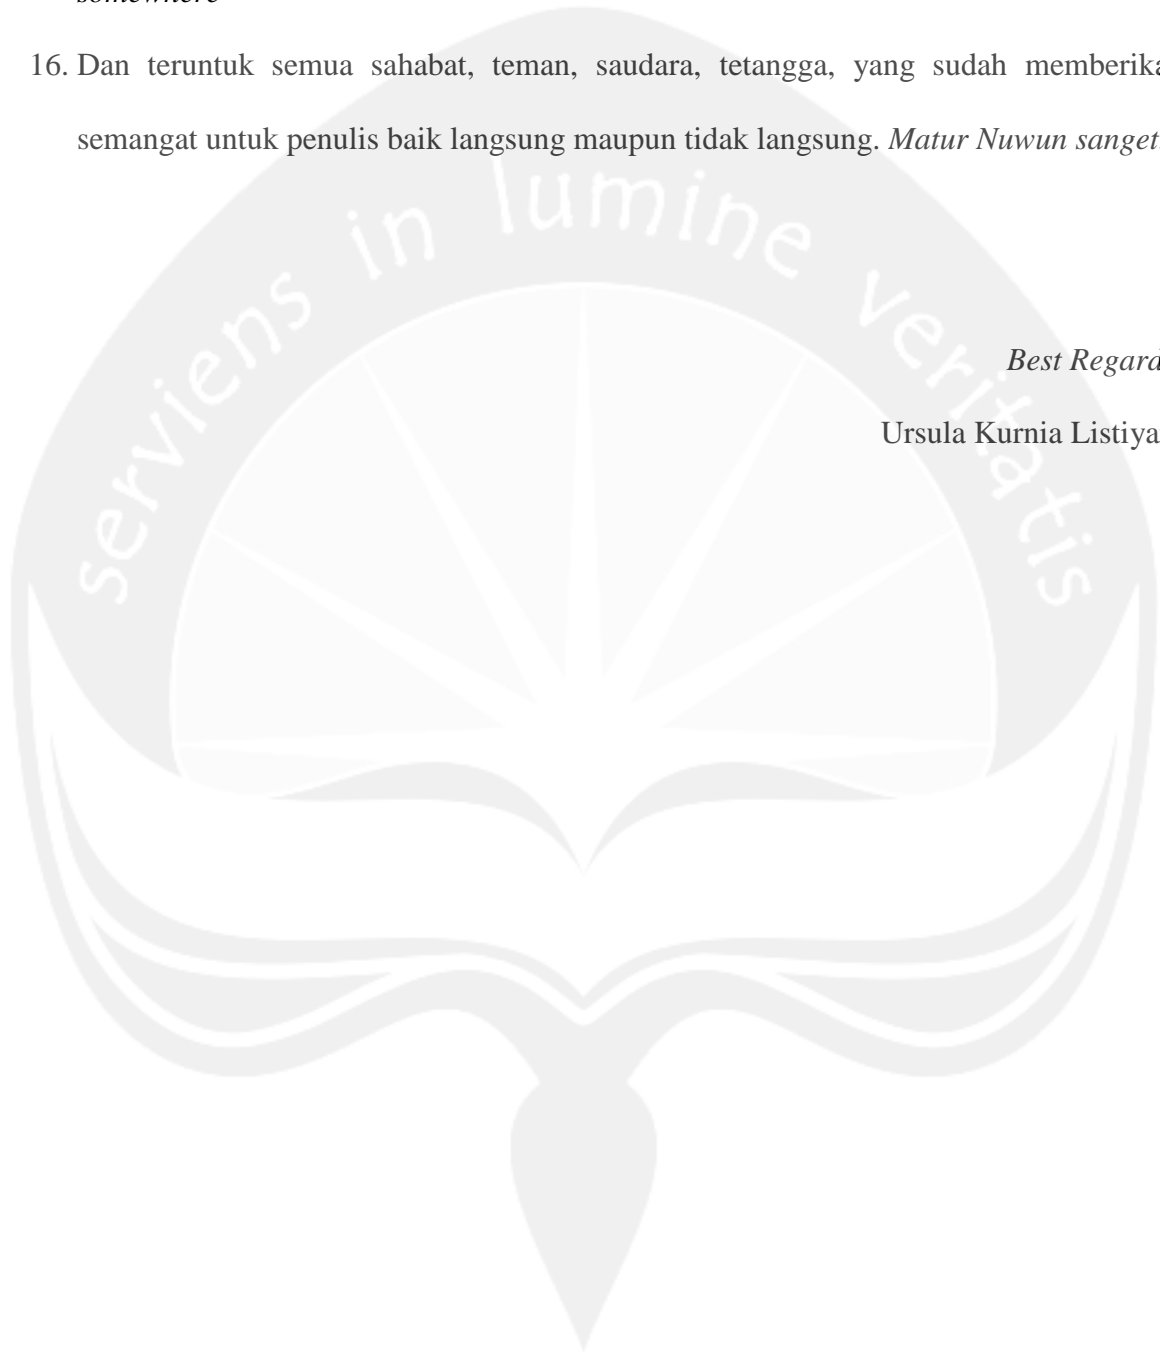 somewhere
16. Dan teruntuk semua sahabat, teman, saudara, tetangga, yang sudah memberika
semangat untuk penulis baik langsung maupun tidak langsung. Matur Nuwun sanget.
serviens in lumine veritatis
Best Regard
Ursula Kurnia Listiya